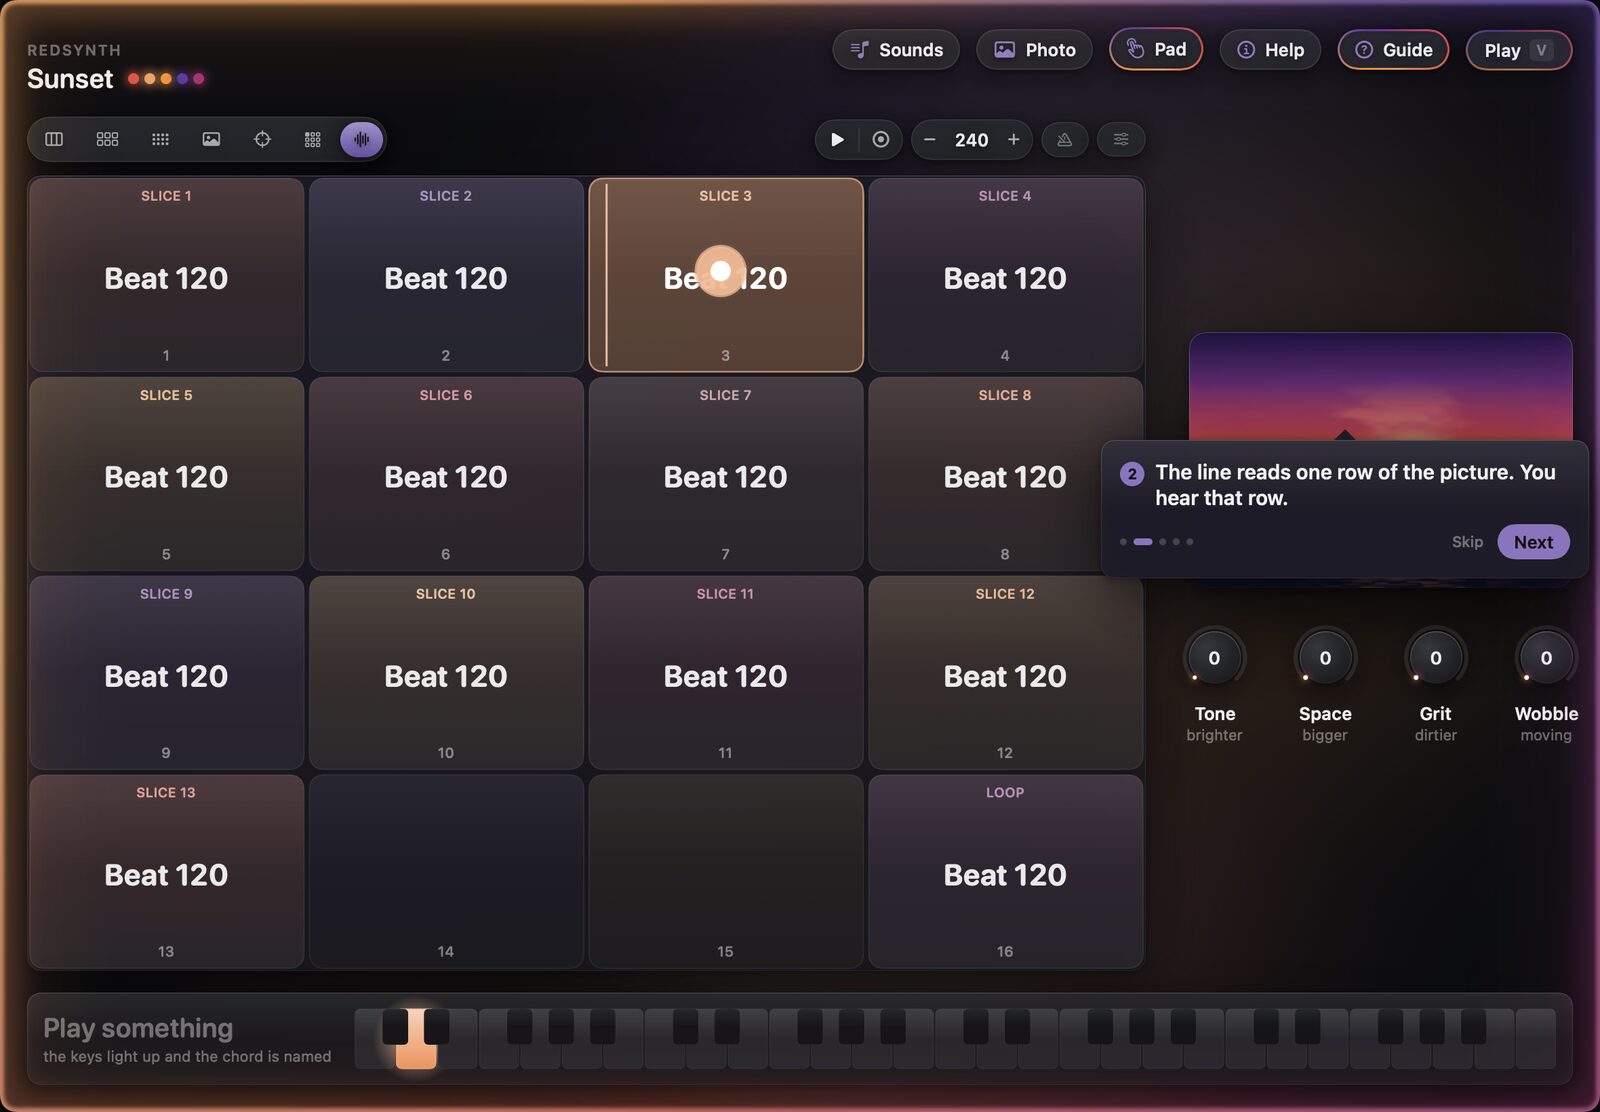 REDSYNTH
Sunset
Sounds
Photo
Pad
Help
Guide
Play V
240
SLICE 1
Beat 120
1
SLICE 2
Beat 120
2
SLICE 3
Beat 120
3
SLICE 4
Beat 120
4
SLICE 5
Beat 120
5
SLICE 6
Beat 120
6
SLICE 7
Beat 120
7
SLICE 8
Beat 120
8
SLICE 9
Beat 120
9
SLICE 10
Beat 120
10
SLICE 11
Beat 120
11
SLICE 12
Beat 120
12
SLICE 13
Beat 120
13
14
15
LOOP
Beat 120
16
2
The line reads one row of the picture. You
hear that row.
Skip
Next
0
Tone
brighter
0
Space
bigger
0
Grit
dirtier
0
Wobble
moving
Play something
the keys light up and the chord is named